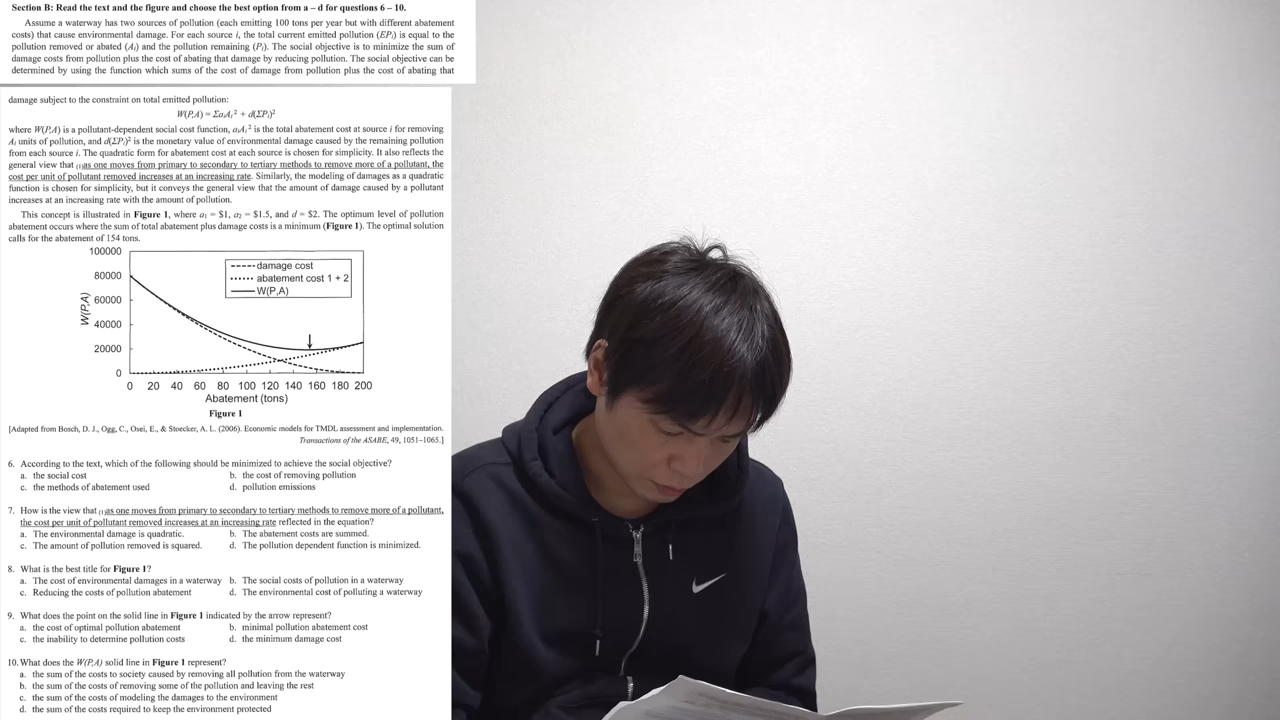 Section B: Read the text and the figure and choose the best option from a – d for questions 6 – 10.
Assume a waterway has two sources of pollution (each emitting 100 tons per year but with different abatement
costs) that cause environmental damage. For each source i, the total current emitted pollution (EPᵢ) is equal to the
pollution removed or abated (Aᵢ) and the pollution remaining (Pᵢ). The social objective is to minimize the sum of
damage costs from pollution plus the cost of abating that damage by reducing pollution. The social objective can be
determined by using the function which sums of the cost of damage from pollution plus the cost of abating that
damage subject to the constraint on total emitted pollution:
W(P,A) = ΣaᵢAᵢ² + d(ΣPᵢ)²
where W(P,A) is a pollutant-dependent social cost function, aᵢAᵢ² is the total abatement cost at source i for removing
Aᵢ units of pollution, and d(ΣPᵢ)² is the monetary value of environmental damage caused by the remaining pollution
from each source i. The quadratic form for abatement cost at each source is chosen for simplicity. It also reflects the
general view that (1)as one moves from primary to secondary to tertiary methods to remove more of a pollutant, the
cost per unit of pollutant removed increases at an increasing rate. Similarly, the modeling of damages as a quadratic
function is chosen for simplicity, but it conveys the general view that the amount of damage caused by a pollutant
increases at an increasing rate with the amount of pollution.
This concept is illustrated in Figure 1, where a₁ = $1, a₂ = $1.5, and d = $2. The optimum level of pollution
abatement occurs where the sum of total abatement plus damage costs is a minimum (Figure 1). The optimal solution
calls for the abatement of 154 tons.
100000
80000
60000
40000
20000
0
W(P,A)
damage cost
abatement cost 1 + 2
W(P,A)
0 20 40 60 80 100 120 140 160 180 200
Abatement (tons)
Figure 1
[Adapted from Bosch, D. J., Ogg, C., Osei, E., & Stoecker, A. L. (2006). Economic models for TMDL assessment and implementation.
Transactions of the ASABE, 49, 1051–1065.]
6. According to the text, which of the following should be minimized to achieve the social objective?
a. the social cost b. the cost of removing pollution
c. the methods of abatement used d. pollution emissions
7. How is the view that (1)as one moves from primary to secondary to tertiary methods to remove more of a pollutant,
the cost per unit of pollutant removed increases at an increasing rate reflected in the equation?
a. The environmental damage is quadratic. b. The abatement costs are summed.
c. The amount of pollution removed is squared. d. The pollution dependent function is minimized.
8. What is the best title for Figure 1?
a. The cost of environmental damages in a waterway b. The social costs of pollution in a waterway
c. Reducing the costs of pollution abatement d. The environmental cost of polluting a waterway
9. What does the point on the solid line in Figure 1 indicated by the arrow represent?
a. the cost of optimal pollution abatement b. minimal pollution abatement cost
c. the inability to determine pollution costs d. the minimum damage cost
10. What does the W(P,A) solid line in Figure 1 represent?
a. the sum of the costs to society caused by removing all pollution from the waterway
b. the sum of the costs of removing some of the pollution and leaving the rest
c. the sum of the costs of modeling the damages to the environment
d. the sum of the costs required to keep the environment protected